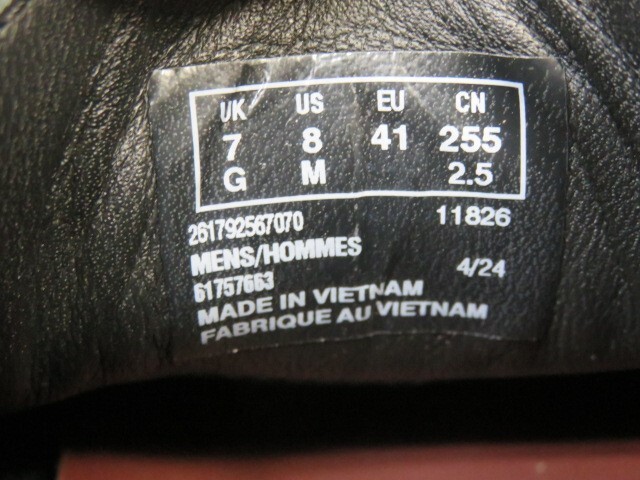 UK US EU CN
7 8 41 255
G M 2.5
261792567070 11826
MENS/HOMMES
61757663 4/24
MADE IN VIETNAM
FABRIQUE AU VIETNAM